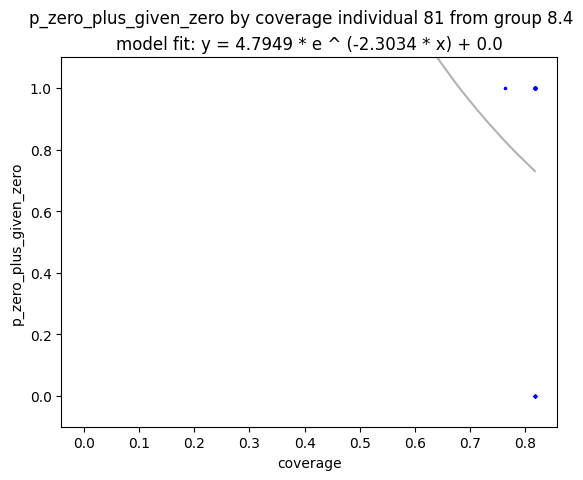 p_zero_plus_given_zero by coverage individual 81 from group 8.4
model fit: y = 4.7949 * e ^ (-2.3034 * x) + 0.0
1.0
0.8
0.6
0.4
0.2
0.0
p_zero_plus_given_zero
0.0 0.1 0.2 0.3 0.4 0.5 0.6 0.7 0.8
coverage